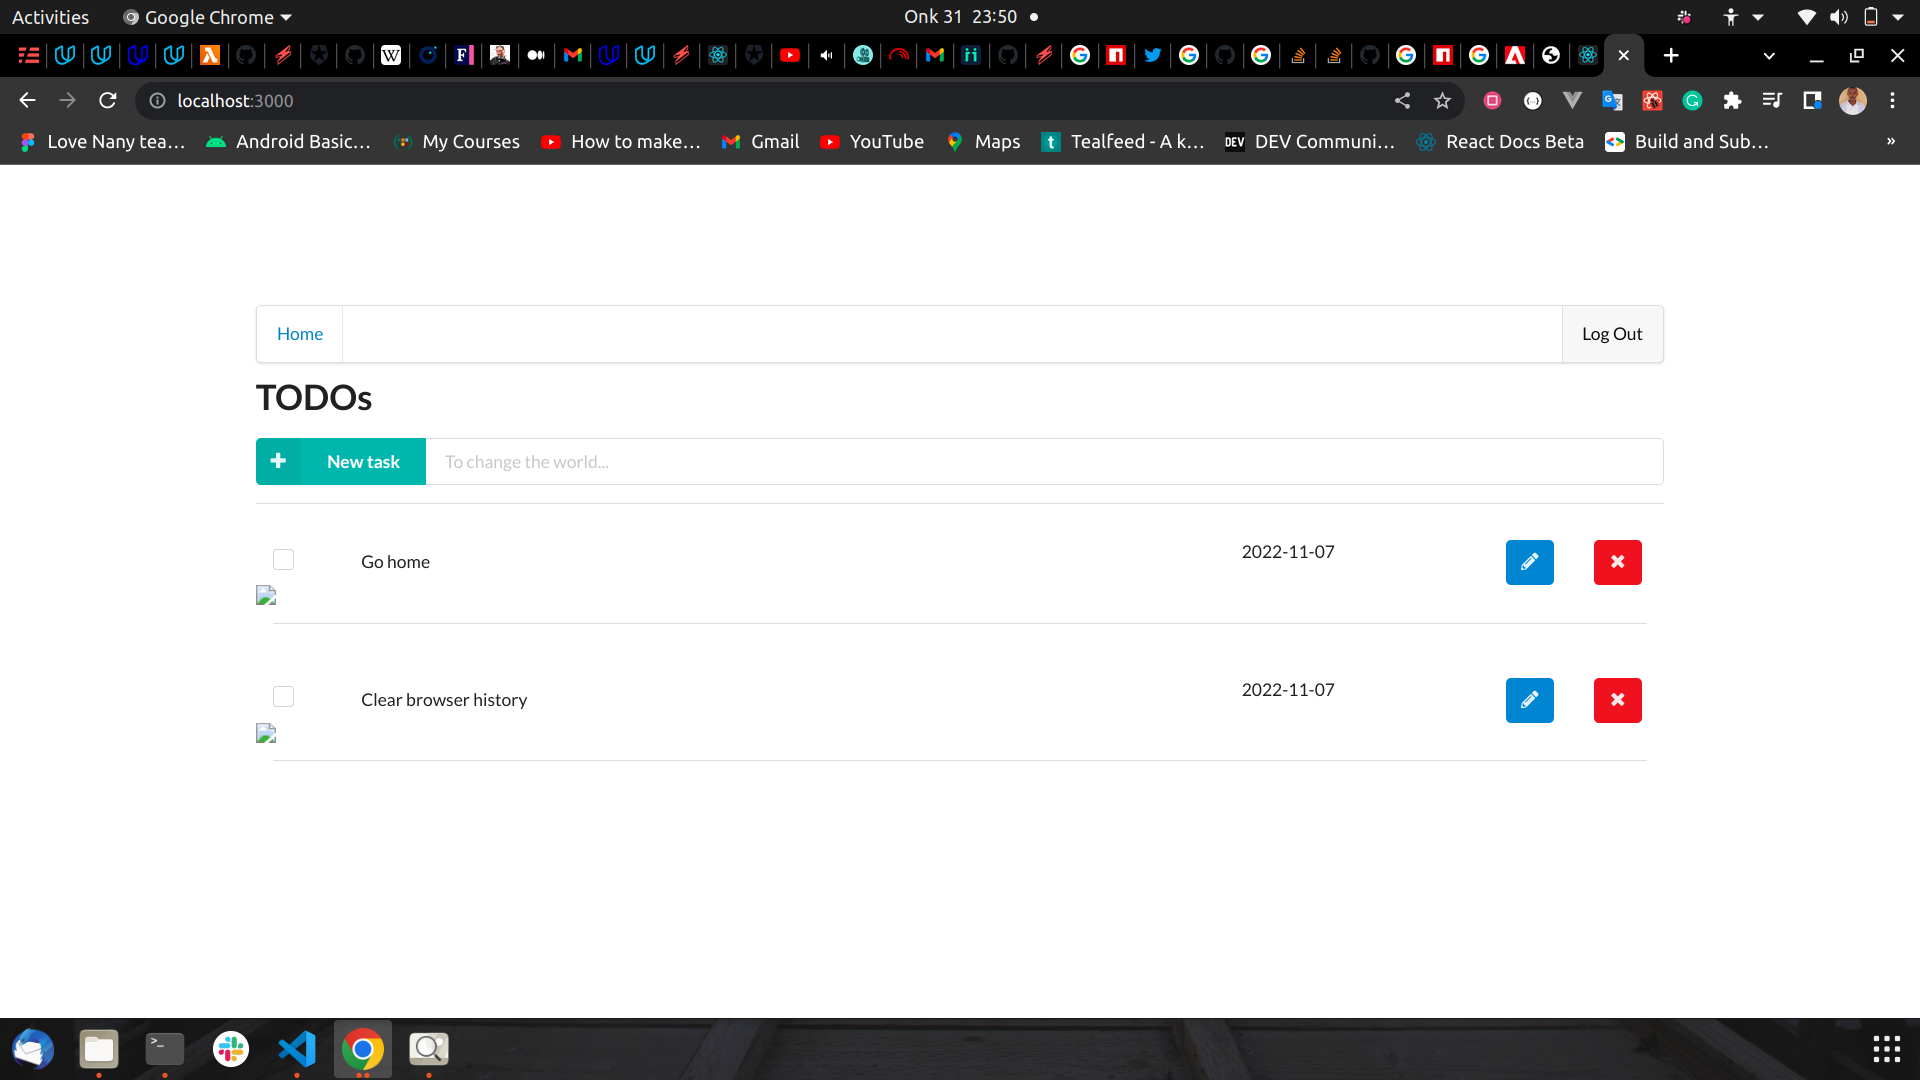 Activities
Google Chrome
Onk 31 23:50
localhost:3000
Love Nany tea...
Android Basic...
My Courses
How to make...
Gmail
YouTube
Maps
Tealfeed - A k...
DEV
DEV Communi...
React Docs Beta
Build and Sub...
»
Home
Log Out
TODOs
New task
To change the world...
Go home
2022-11-07
Clear browser history
2022-11-07